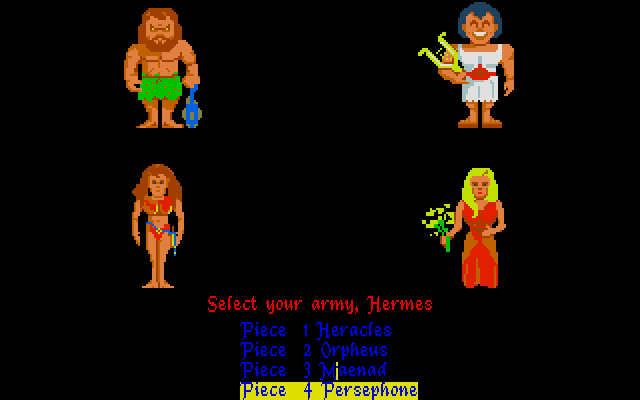 Select your army, Hermes
Piece 1 Heracles
Piece 2 Orpheus
Piece 3 Maenad
Piece 4 Persephone